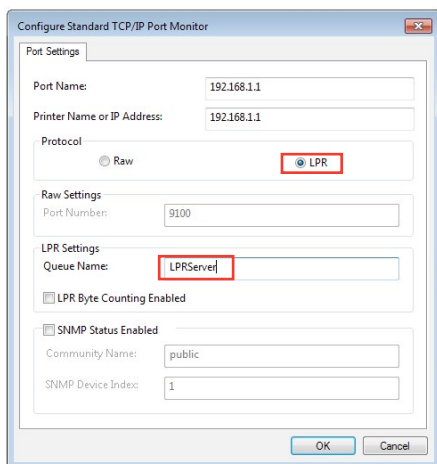 Configure Standard TCP/IP Port Monitor
Port Settings
Port Name: 192.168.1.1
Printer Name or IP Address: 192.168.1.1
Protocol
Raw LPR
Raw Settings
Port Number: 9100
LPR Settings
Queue Name: LPRServer
LPR Byte Counting Enabled
SNMP Status Enabled
Community Name: public
SNMP Device Index: 1
OK Cancel